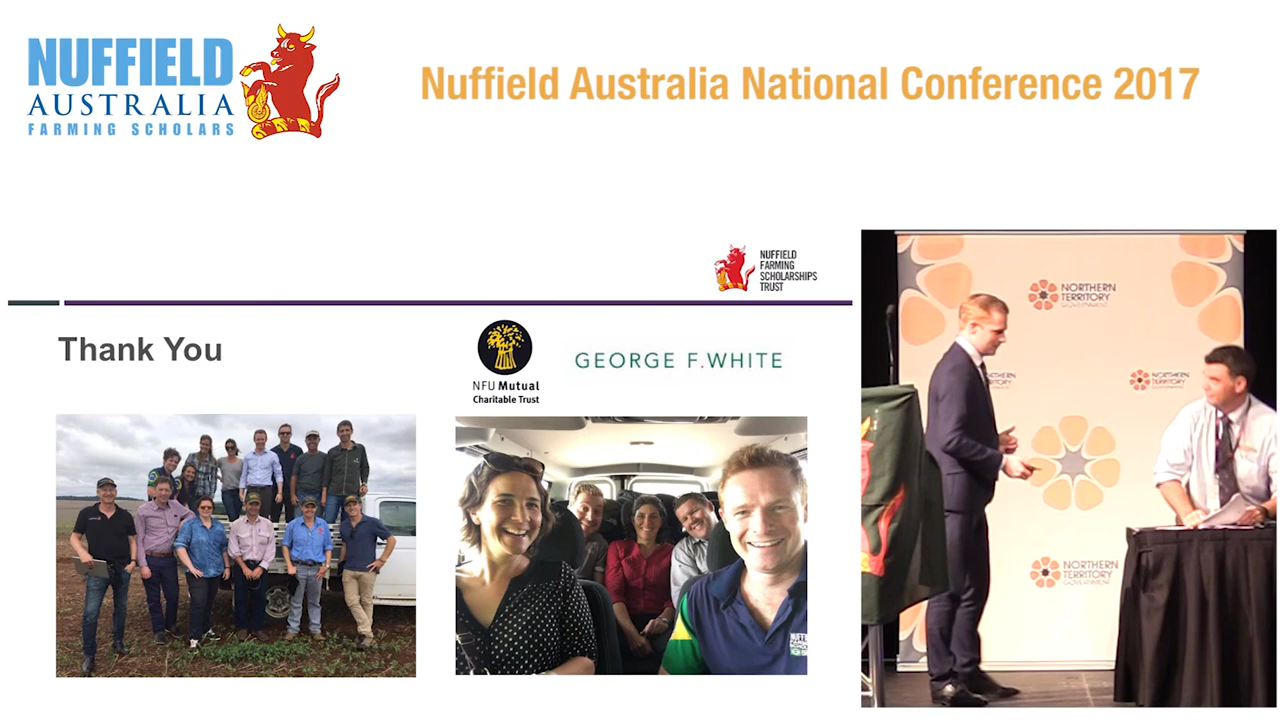 NUFFIELD
AUSTRALIA
FARMING SCHOLARS
Nuffield Australia National Conference 2017
NUFFIELD
FARMING
SCHOLARSHIPS
TRUST
Thank You
NFU Mutual
Charitable Trust
GEORGE F.WHITE
NORTHERN
TERRITORY
GOVERNMENT
NORTHERN
TERRITORY
GOVERNMENT
NORTHERN
TERRITORY
GOVERNMENT
NUFFIELD